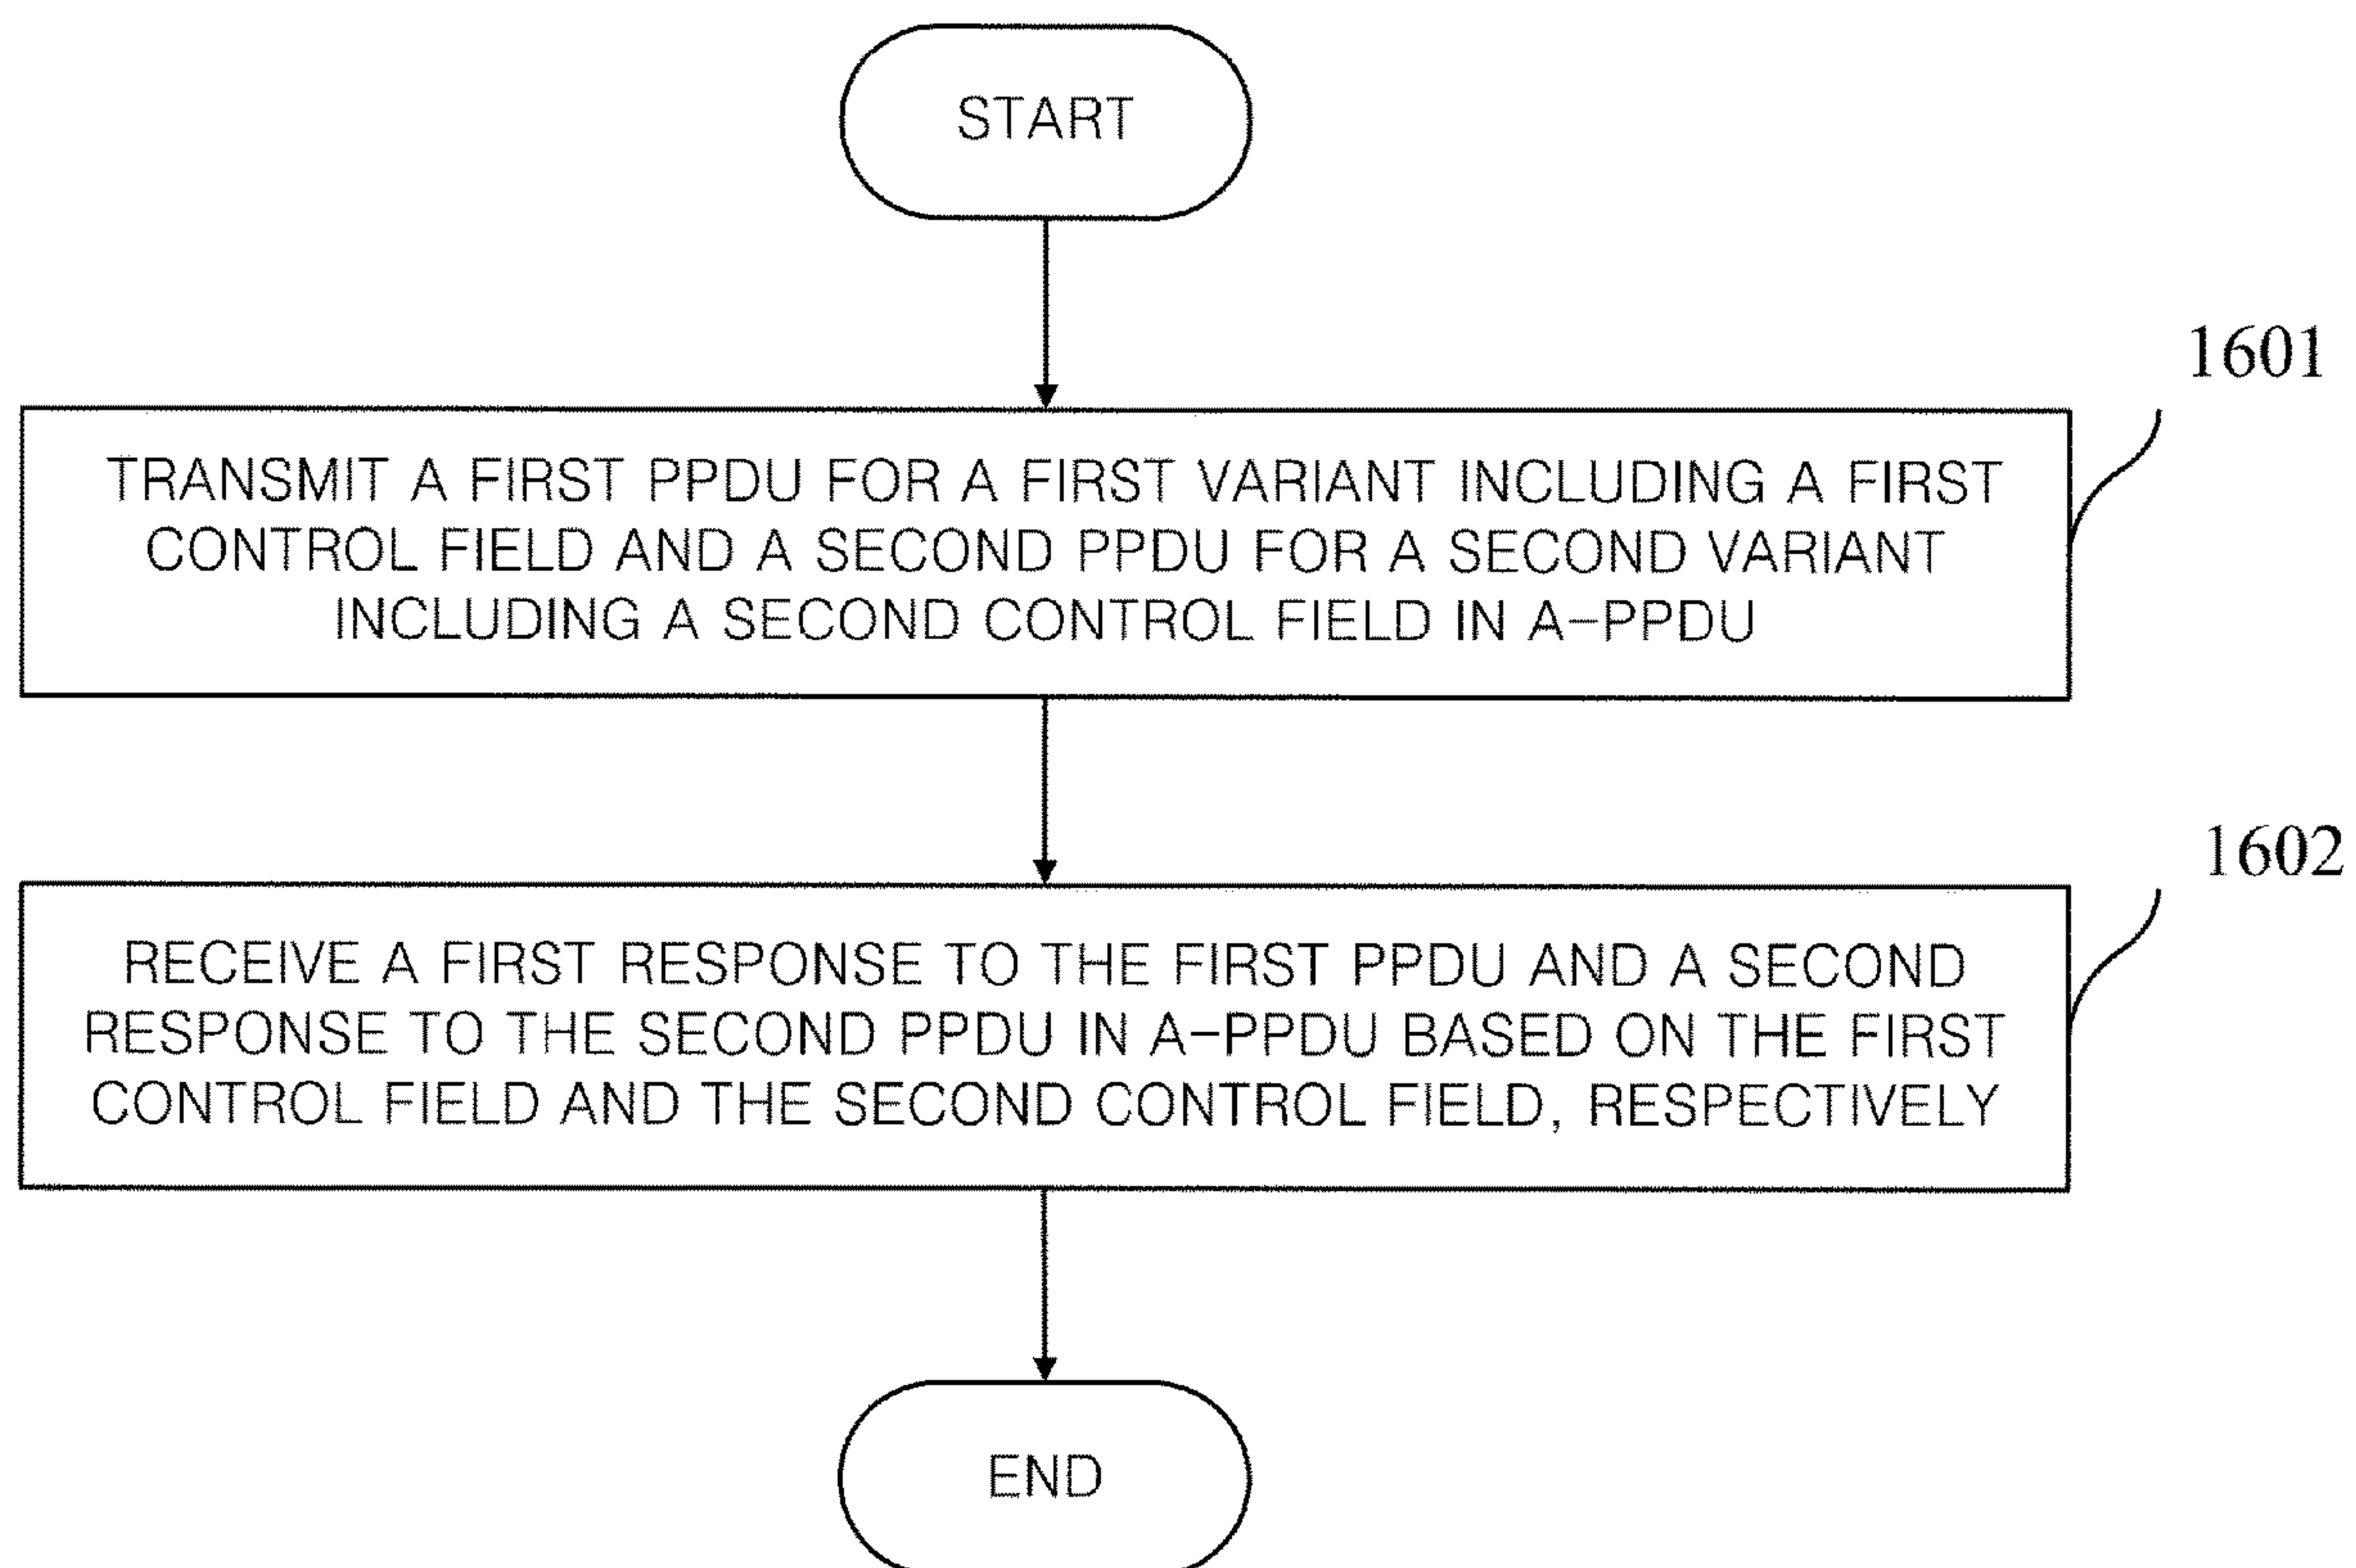 START
1601
TRANSMIT A FIRST PPDU FOR A FIRST VARIANT INCLUDING A FIRST
CONTROL FIELD AND A SECOND PPDU FOR A SECOND VARIANT
INCLUDING A SECOND CONTROL FIELD IN A-PPDU
1602
RECEIVE A FIRST RESPONSE TO THE FIRST PPDU AND A SECOND
RESPONSE TO THE SECOND PPDU IN A-PPDU BASED ON THE FIRST
CONTROL FIELD AND THE SECOND CONTROL FIELD, RESPECTIVELY
END